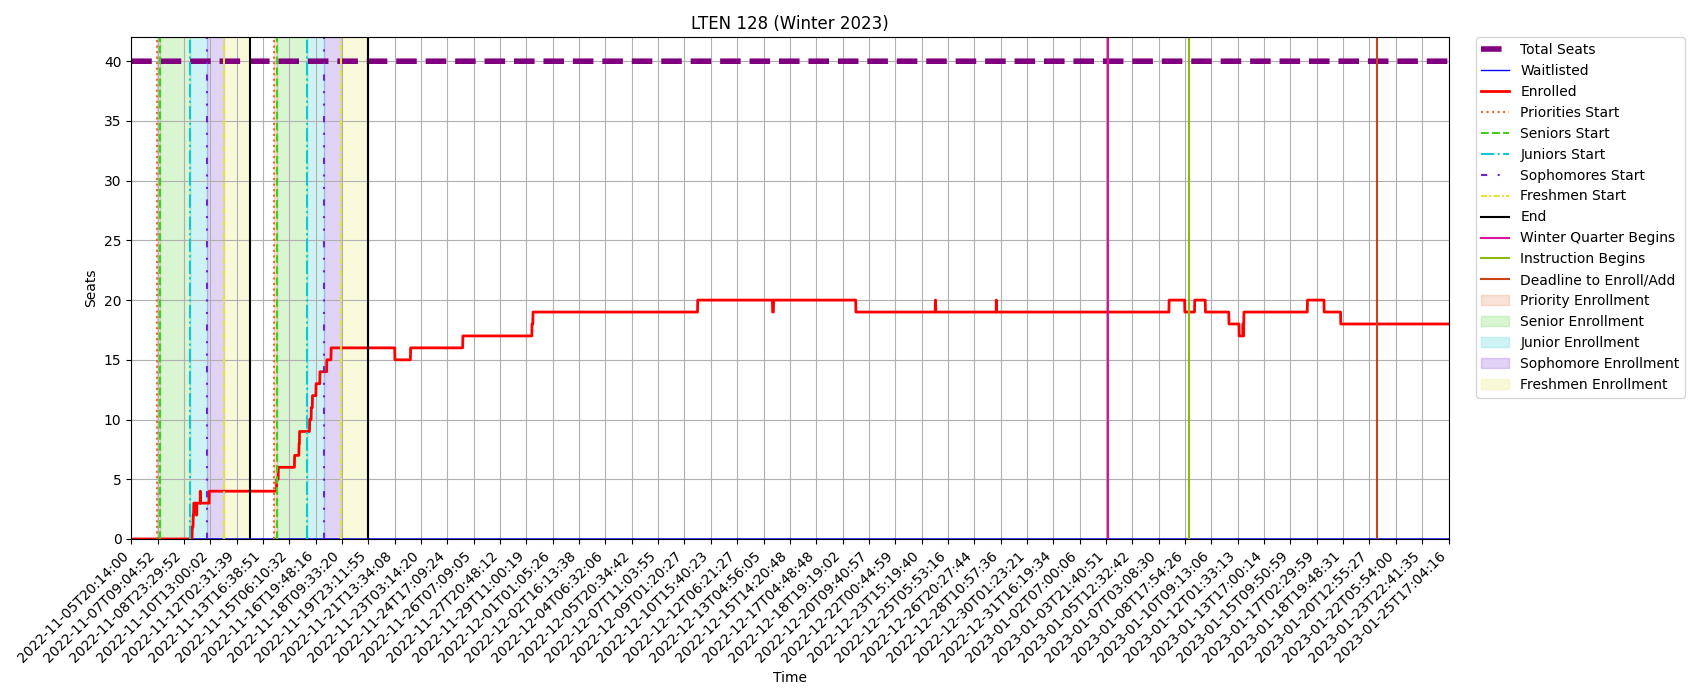 LTEN 128 (Winter 2023)
Seats
40
35
30
25
20
15
10
5
0
2022-11-05T20:14:00
2022-11-07T09:04:52
2022-11-08T23:29:52
2022-11-10T13:00:02
2022-11-12T02:31:39
2022-11-13T16:38:51
2022-11-15T06:10:32
2022-11-16T19:48:16
2022-11-18T09:33:20
2022-11-19T23:11:55
2022-11-21T13:34:08
2022-11-23T03:14:20
2022-11-24T17:09:24
2022-11-26T07:09:05
2022-11-27T20:48:12
2022-11-29T11:00:19
2022-12-01T01:05:26
2022-12-02T16:13:38
2022-12-04T06:32:06
2022-12-05T20:34:42
2022-12-07T11:03:55
2022-12-09T01:20:27
2022-12-10T15:40:23
2022-12-12T06:21:27
2022-12-13T04:56:05
2022-12-15T14:20:48
2022-12-17T04:48:48
2022-12-18T19:19:02
2022-12-20T09:40:57
2022-12-22T00:44:59
2022-12-23T15:19:40
2022-12-25T05:53:16
2022-12-26T20:27:44
2022-12-28T10:57:36
2022-12-30T01:23:21
2022-12-31T16:19:34
2023-01-02T07:00:06
2023-01-03T21:40:51
2023-01-05T12:32:42
2023-01-07T03:08:30
2023-01-08T17:54:26
2023-01-10T09:13:06
2023-01-12T01:33:13
2023-01-13T17:00:14
2023-01-15T09:50:59
2023-01-17T02:29:59
2023-01-18T19:48:31
2023-01-20T12:55:27
2023-01-22T05:54:00
2023-01-23T22:41:35
2023-01-25T17:04:16
Time
Total Seats
Waitlisted
Enrolled
Priorities Start
Seniors Start
Juniors Start
Sophomores Start
Freshmen Start
End
Winter Quarter Begins
Instruction Begins
Deadline to Enroll/Add
Priority Enrollment
Senior Enrollment
Junior Enrollment
Sophomore Enrollment
Freshmen Enrollment